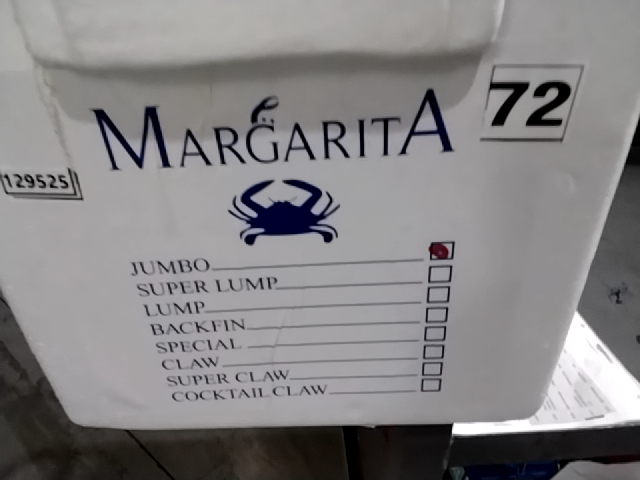 72
MARGARITA
129525
JUMBO
SUPER LUMP
LUMP
BACKFIN
SPECIAL
CLAW
SUPER CLAW
COCKTAIL CLAW